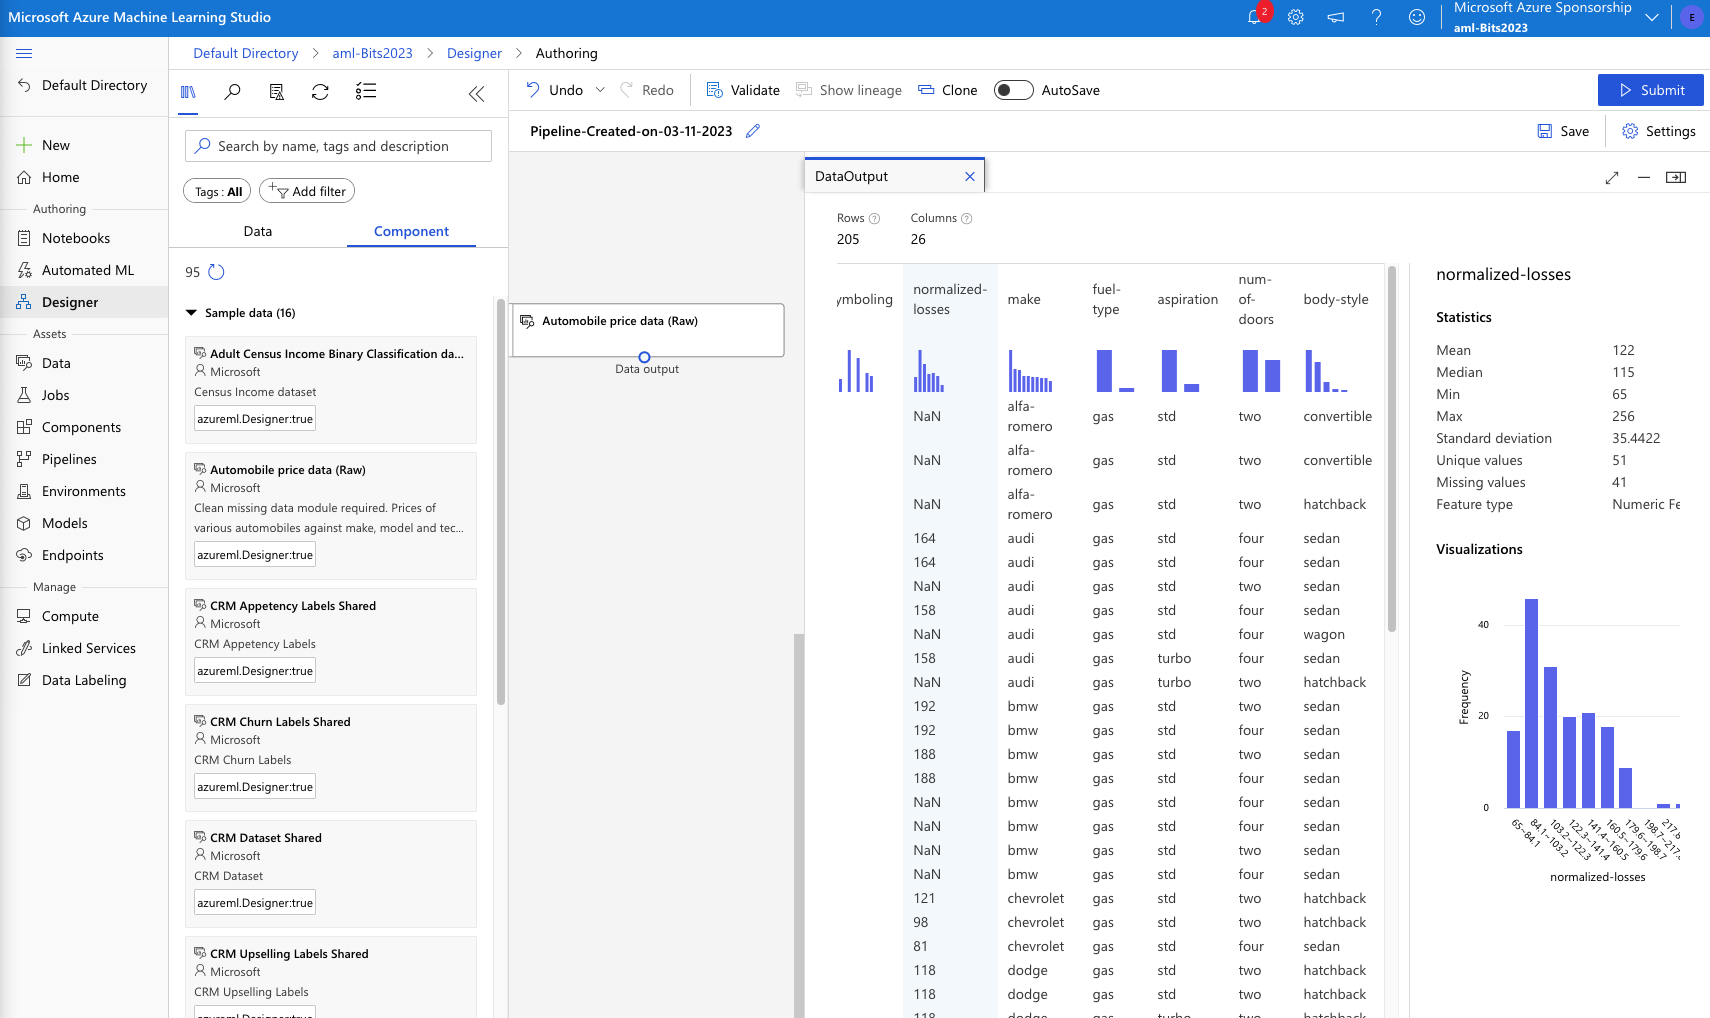 Microsoft Azure Machine Learning Studio
2
Microsoft Azure Sponsorship
aml-Bits2023
E
Default Directory
New
Home
Authoring
Notebooks
Automated ML
Designer
Assets
Data
Jobs
Components
Pipelines
Environments
Models
Endpoints
Manage
Compute
Linked Services
Data Labeling
Default Directory > aml-Bits2023 > Designer > Authoring
Search by name, tags and description
Tags : All
Add filter
Data Component
95
Sample data (16)
Adult Census Income Binary Classification da...
Microsoft
Census Income dataset
azureml.Designer:true
Automobile price data (Raw)
Microsoft
Clean missing data module required. Prices of
various automobiles against make, model and tec...
azureml.Designer:true
CRM Appetency Labels Shared
Microsoft
CRM Appetency Labels
azureml.Designer:true
CRM Churn Labels Shared
Microsoft
CRM Churn Labels
azureml.Designer:true
CRM Dataset Shared
Microsoft
CRM Dataset
azureml.Designer:true
CRM Upselling Labels Shared
Microsoft
CRM Upselling Labels
azureml.Designer:true
Undo Redo Validate Show lineage Clone AutoSave Submit
Pipeline-Created-on-03-11-2023 Save Settings
Automobile price data (Raw)
Data output
DataOutput
Rows Columns
205 26
ymboling normalized-losses make fuel-type aspiration num-of-doors body-style
NaN alfa-romero gas std two convertible
NaN alfa-romero gas std two convertible
NaN alfa-romero gas std two hatchback
164 audi gas std four sedan
164 audi gas std four sedan
NaN audi gas std two sedan
158 audi gas std four sedan
NaN audi gas std four wagon
158 audi gas turbo four sedan
NaN audi gas turbo two hatchback
192 bmw gas std two sedan
192 bmw gas std four sedan
188 bmw gas std two sedan
188 bmw gas std four sedan
NaN bmw gas std four sedan
NaN bmw gas std four sedan
NaN bmw gas std two sedan
NaN bmw gas std four sedan
121 chevrolet gas std two hatchback
98 chevrolet gas std two hatchback
81 chevrolet gas std four sedan
118 dodge gas std two hatchback
118 dodge gas std two hatchback
118 dodge gas turbo two hatchback
normalized-losses
Statistics
Mean 122
Median 115
Min 65
Max 256
Standard deviation 35.4422
Unique values 51
Missing values 41
Feature type Numeric Fe
Visualizations
40
20
0
Frequency
65~84.1
84.1~103.2
103.2~122.3
122.3~141.4
141.4~160.5
160.5~179.6
179.6~198.7
198.7~217.
217.8
normalized-losses